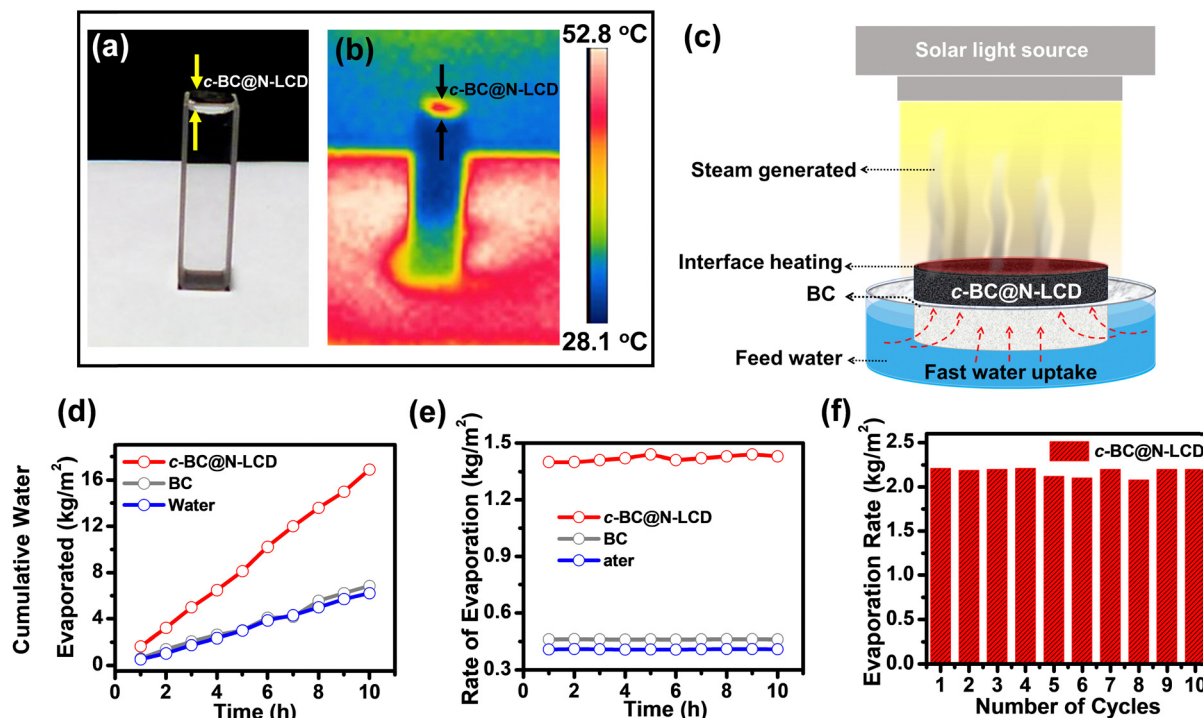 (a)
c-BC@N-LCD
(b)
52.8 °C
c-BC@N-LCD
28.1 °C
(c)
Solar light source
Steam generated
Interface heating
c-BC@N-LCD
BC
Feed water
Fast water uptake
(d)
Cumulative Water
Evaporated (kg/m²)
16
12
8
4
0
c-BC@N-LCD
BC
Water
0 2 4 6 8 10
Time (h)
(e)
Rate of Evaporation (kg/m²)
1.5
1.2
0.9
0.6
0.3
c-BC@N-LCD
BC
ater
0 2 4 6 8 10
Time (h)
(f)
Evaporation Rate (kg/m²)
2.5
2.0
1.5
1.0
0.5
0.0
c-BC@N-LCD
1 2 3 4 5 6 7 8 9 10
Number of Cycles